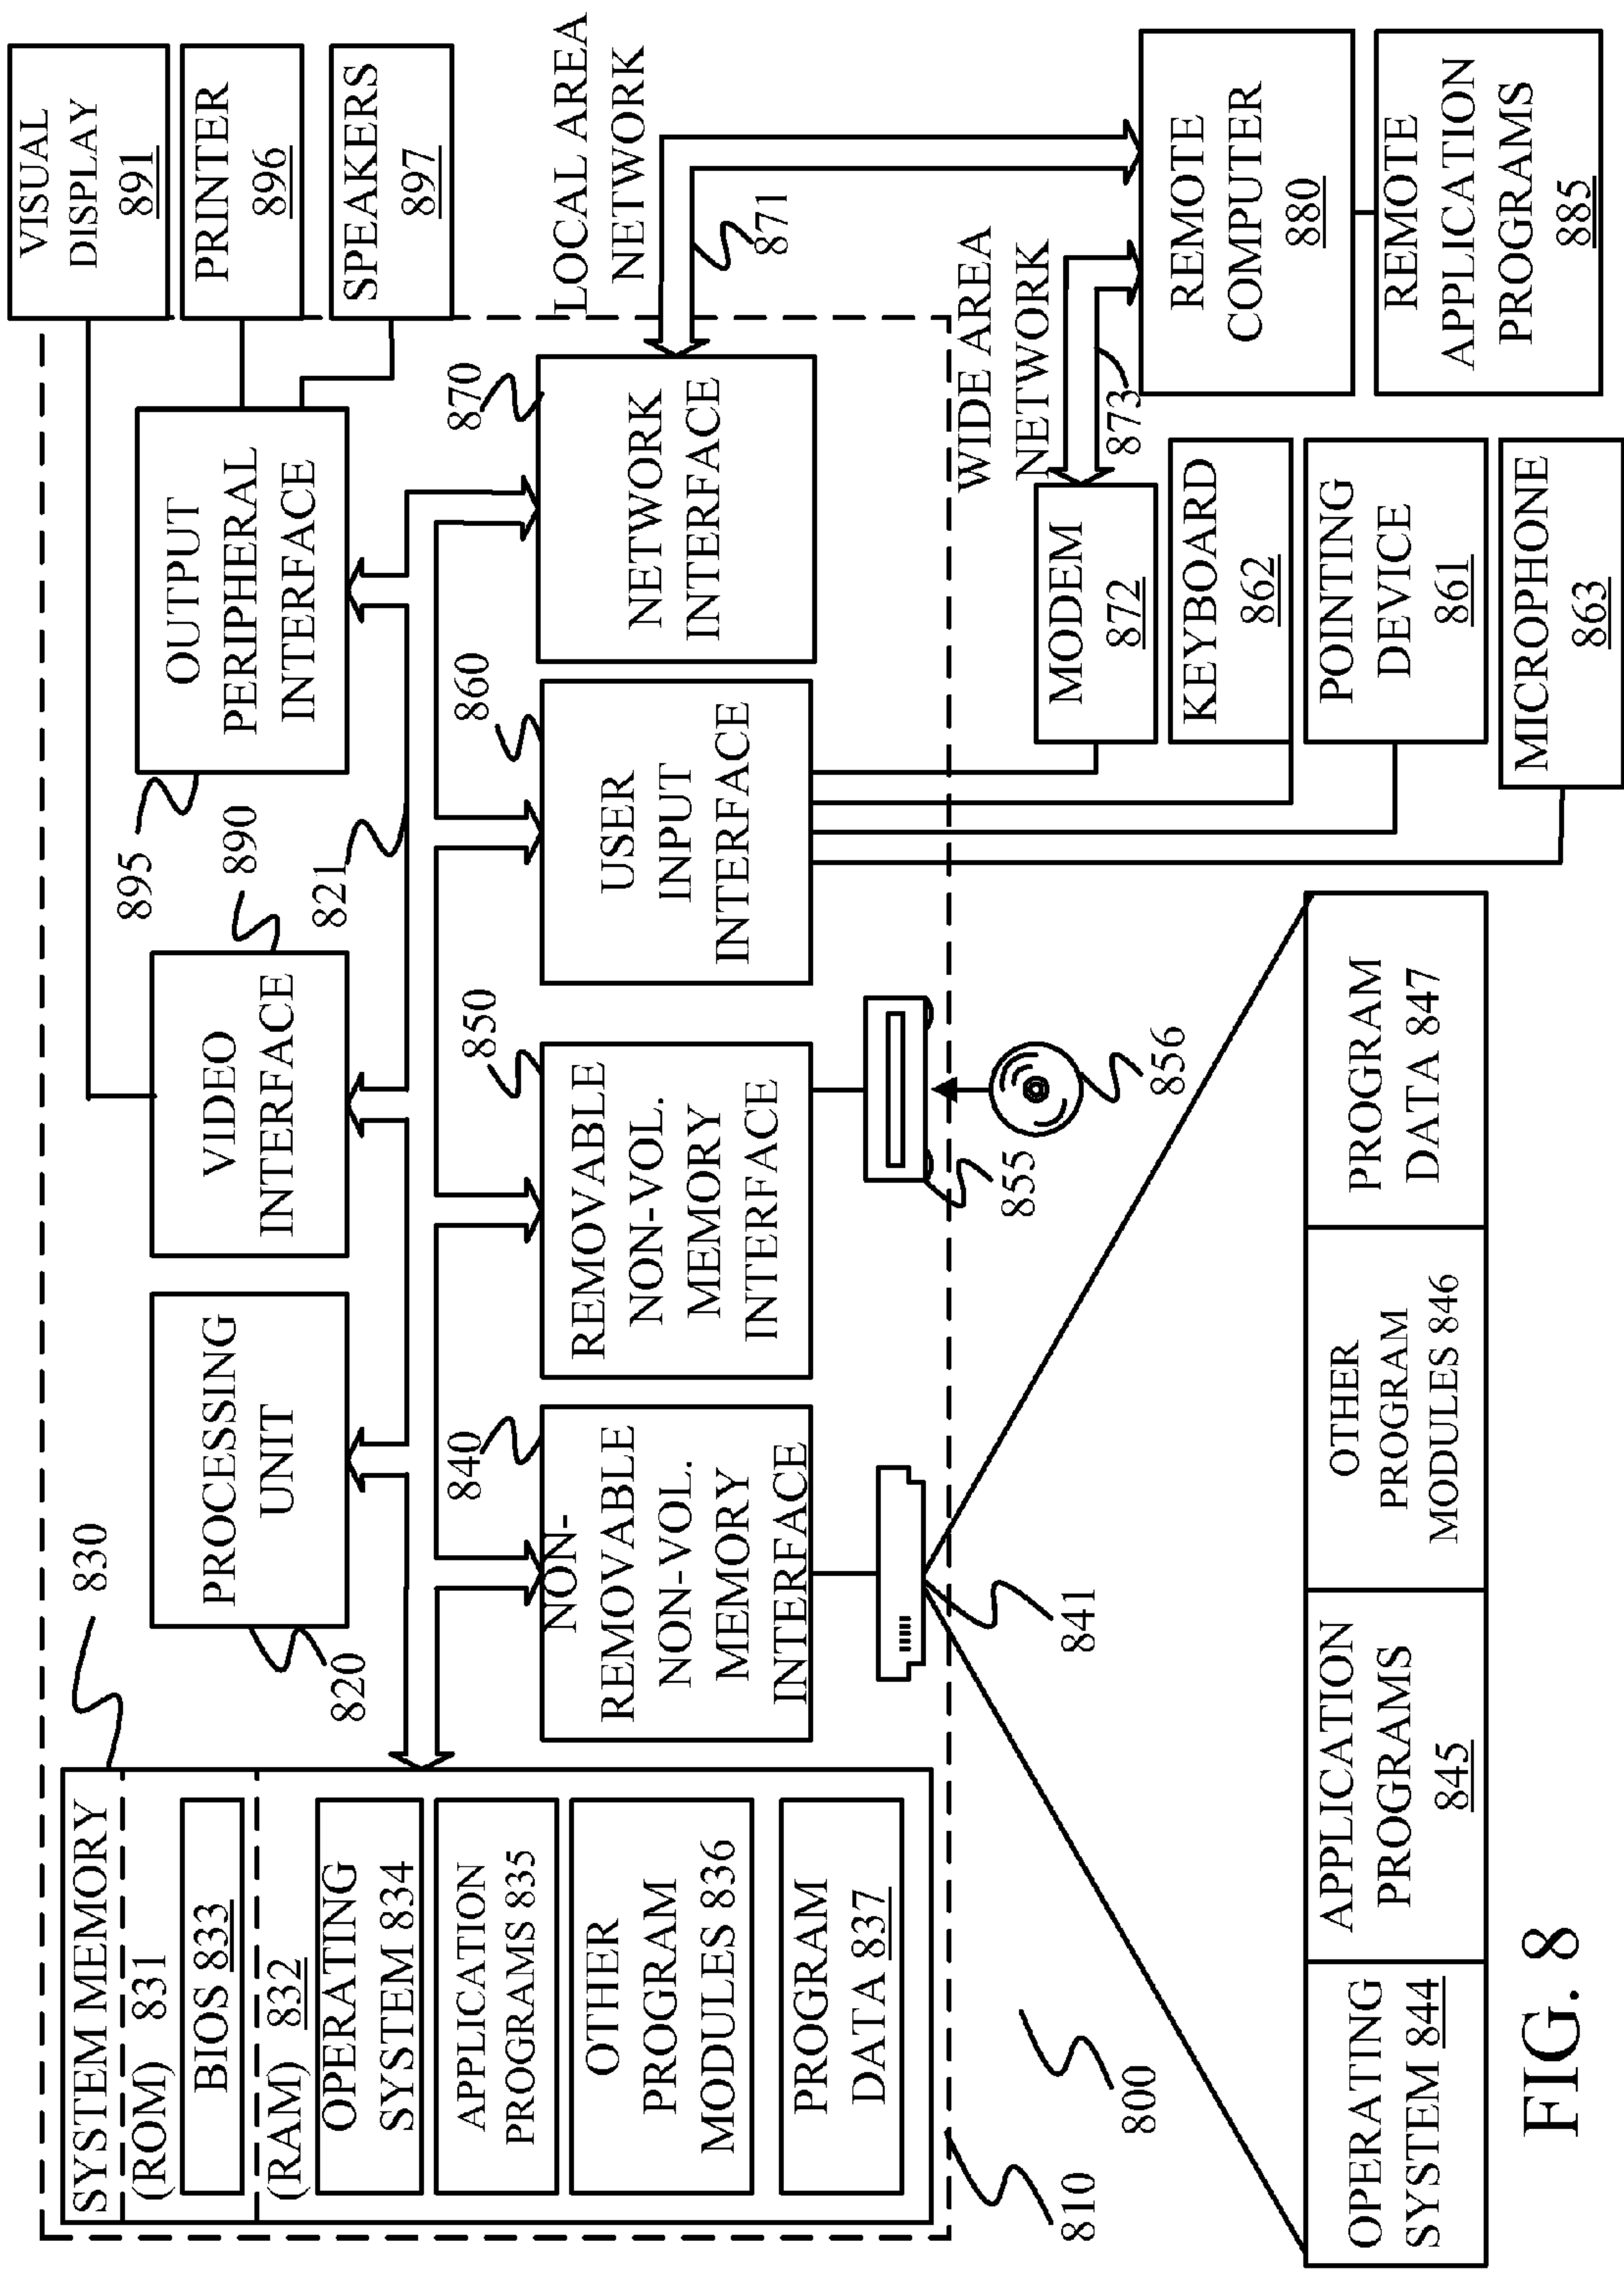 SYSTEM MEMORY
(ROM) 831
BIOS 833
(RAM) 832
OPERATING
SYSTEM 834
APPLICATION
PROGRAMS 835
OTHER
PROGRAM
MODULES 836
PROGRAM
DATA 837
830
820
PROCESSING
UNIT
VIDEO
INTERFACE
890
821
895
OUTPUT
PERIPHERAL
INTERFACE
VISUAL
DISPLAY
891
PRINTER
896
SPEAKERS
897
840
NON-
REMOVABLE
NON-VOL.
MEMORY
INTERFACE
850
REMOVABLE
NON-VOL.
MEMORY
INTERFACE
860
USER
INPUT
INTERFACE
870
NETWORK
INTERFACE
LOCAL AREA
NETWORK
871
WIDE AREA
NETWORK
873
MODEM
872
KEYBOARD
862
POINTING
DEVICE
861
MICROPHONE
863
REMOTE
COMPUTER
880
REMOTE
APPLICATION
PROGRAMS
885
810
800
841
855
856
OPERATING
SYSTEM 844
APPLICATION
PROGRAMS
845
OTHER
PROGRAM
MODULES 846
PROGRAM
DATA 847
FIG. 8